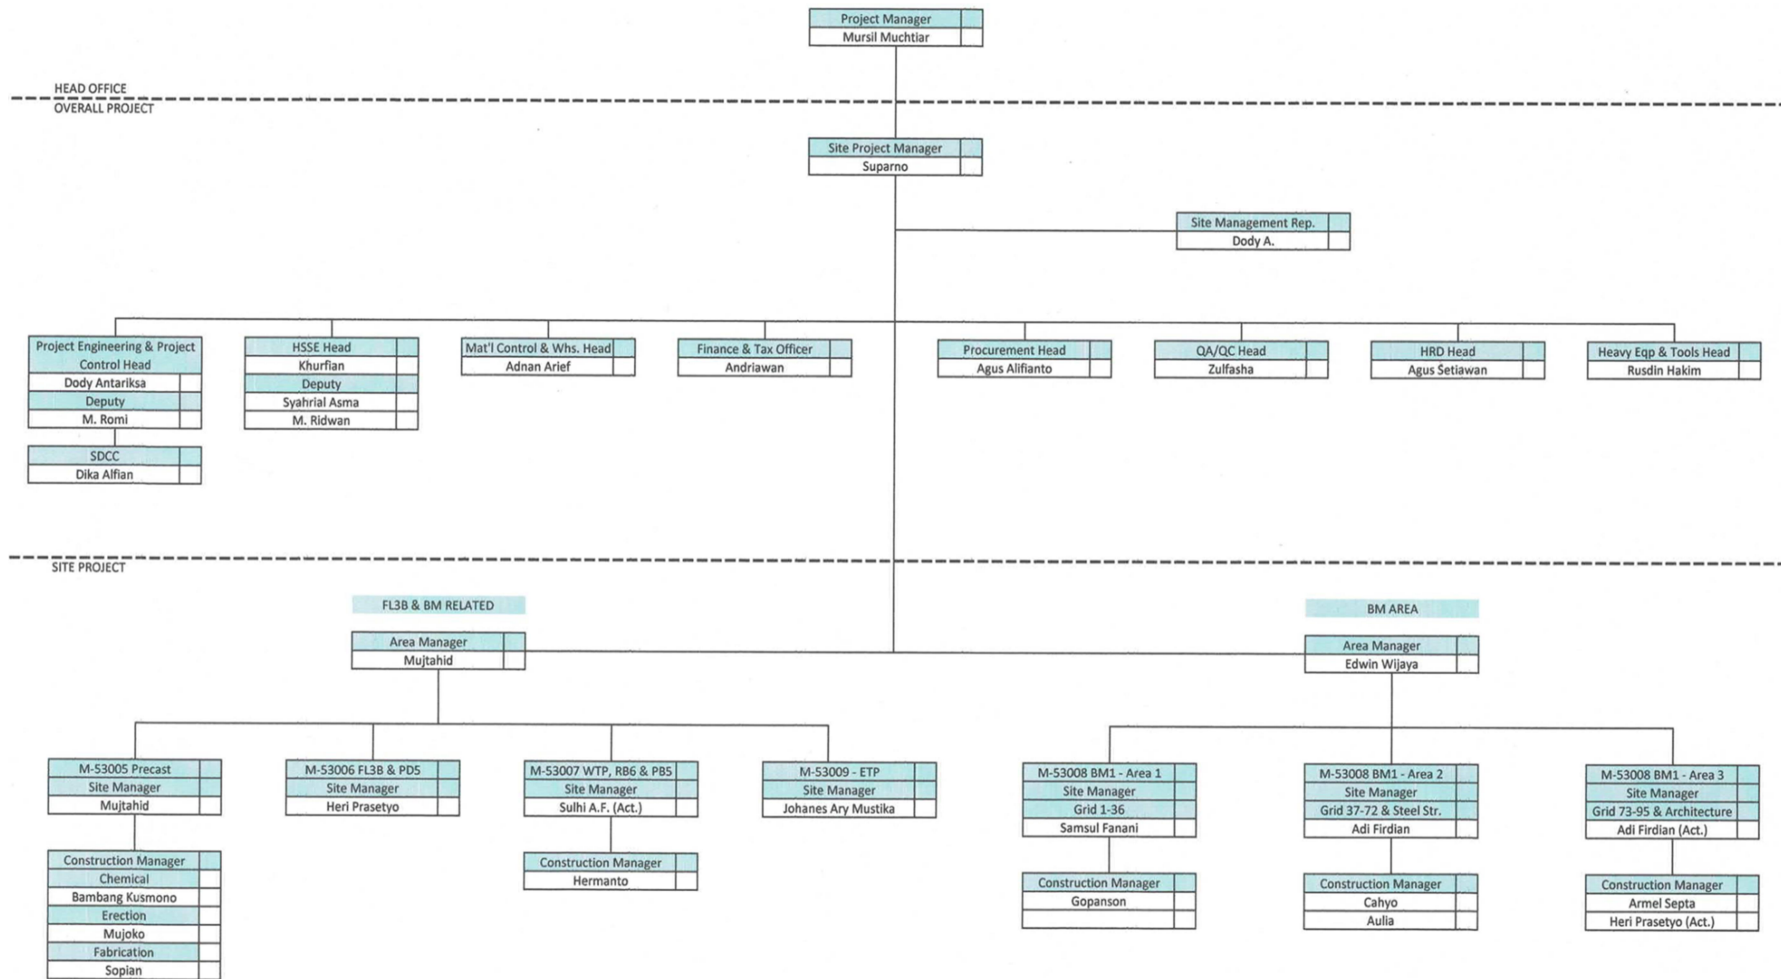 Project Manager
Mursil Muchtiar
HEAD OFFICE
OVERALL PROJECT
Site Project Manager
Suparno
Site Management Rep.
Dody A.
Project Engineering & Project
Control Head
Dody Antariksa
Deputy
M. Romi
SDCC
Dika Alfian
HSSE Head
Khurfian
Deputy
Syahrial Asma
M. Ridwan
Mat'l Control & Whs. Head
Adnan Arief
Finance & Tax Officer
Andriawan
Procurement Head
Agus Alifianto
QA/QC Head
Zulfasha
HRD Head
Agus Setiawan
Heavy Eqp & Tools Head
Rusdin Hakim
SITE PROJECT
FL3B & BM RELATED
Area Manager
Mujtahid
BM AREA
Area Manager
Edwin Wijaya
M-53005 Precast
Site Manager
Mujtahid
Construction Manager
Chemical
Bambang Kusmono
Erection
Mujoko
Fabrication
Sopian
M-53006 FL3B & PD5
Site Manager
Heri Prasetyo
M-53007 WTP, RB6 & PB5
Site Manager
Sulhi A.F. (Act.)
Construction Manager
Hermanto
M-53009 - ETP
Site Manager
Johanes Ary Mustika
M-53008 BM1 - Area 1
Site Manager
Grid 1-36
Samsul Fanani
Construction Manager
Gopanson
M-53008 BM1 - Area 2
Site Manager
Grid 37-72 & Steel Str.
Adi Firdian
Construction Manager
Cahyo
Aulia
M-53008 BM1 - Area 3
Site Manager
Grid 73-95 & Architecture
Adi Firdian (Act.)
Construction Manager
Armel Septa
Heri Prasetyo (Act.)